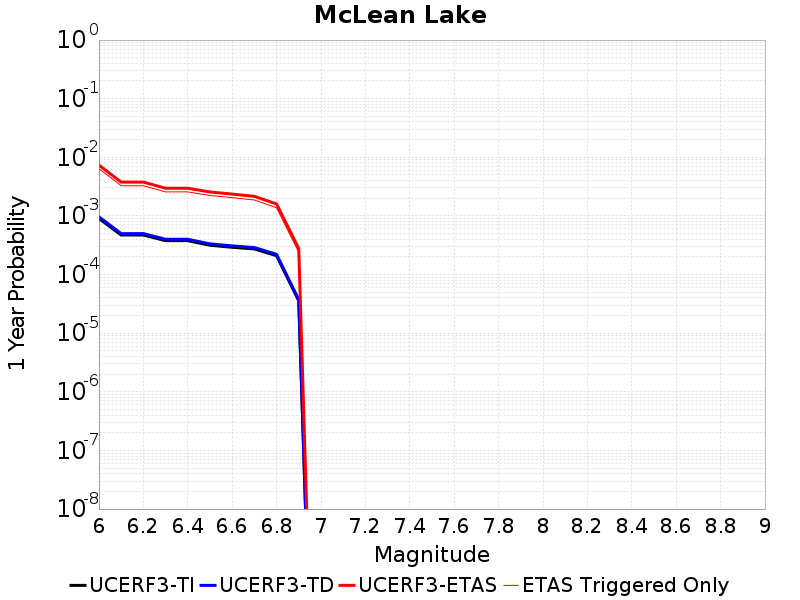 McLean Lake
10^0
10^-1
10^-2
10^-3
10^-4
10^-5
10^-6
10^-7
10^-8
1 Year Probability
6 6.2 6.4 6.6 6.8 7 7.2 7.4 7.6 7.8 8 8.2 8.4 8.6 8.8 9
Magnitude
UCERF3-TI UCERF3-TD UCERF3-ETAS ETAS Triggered Only